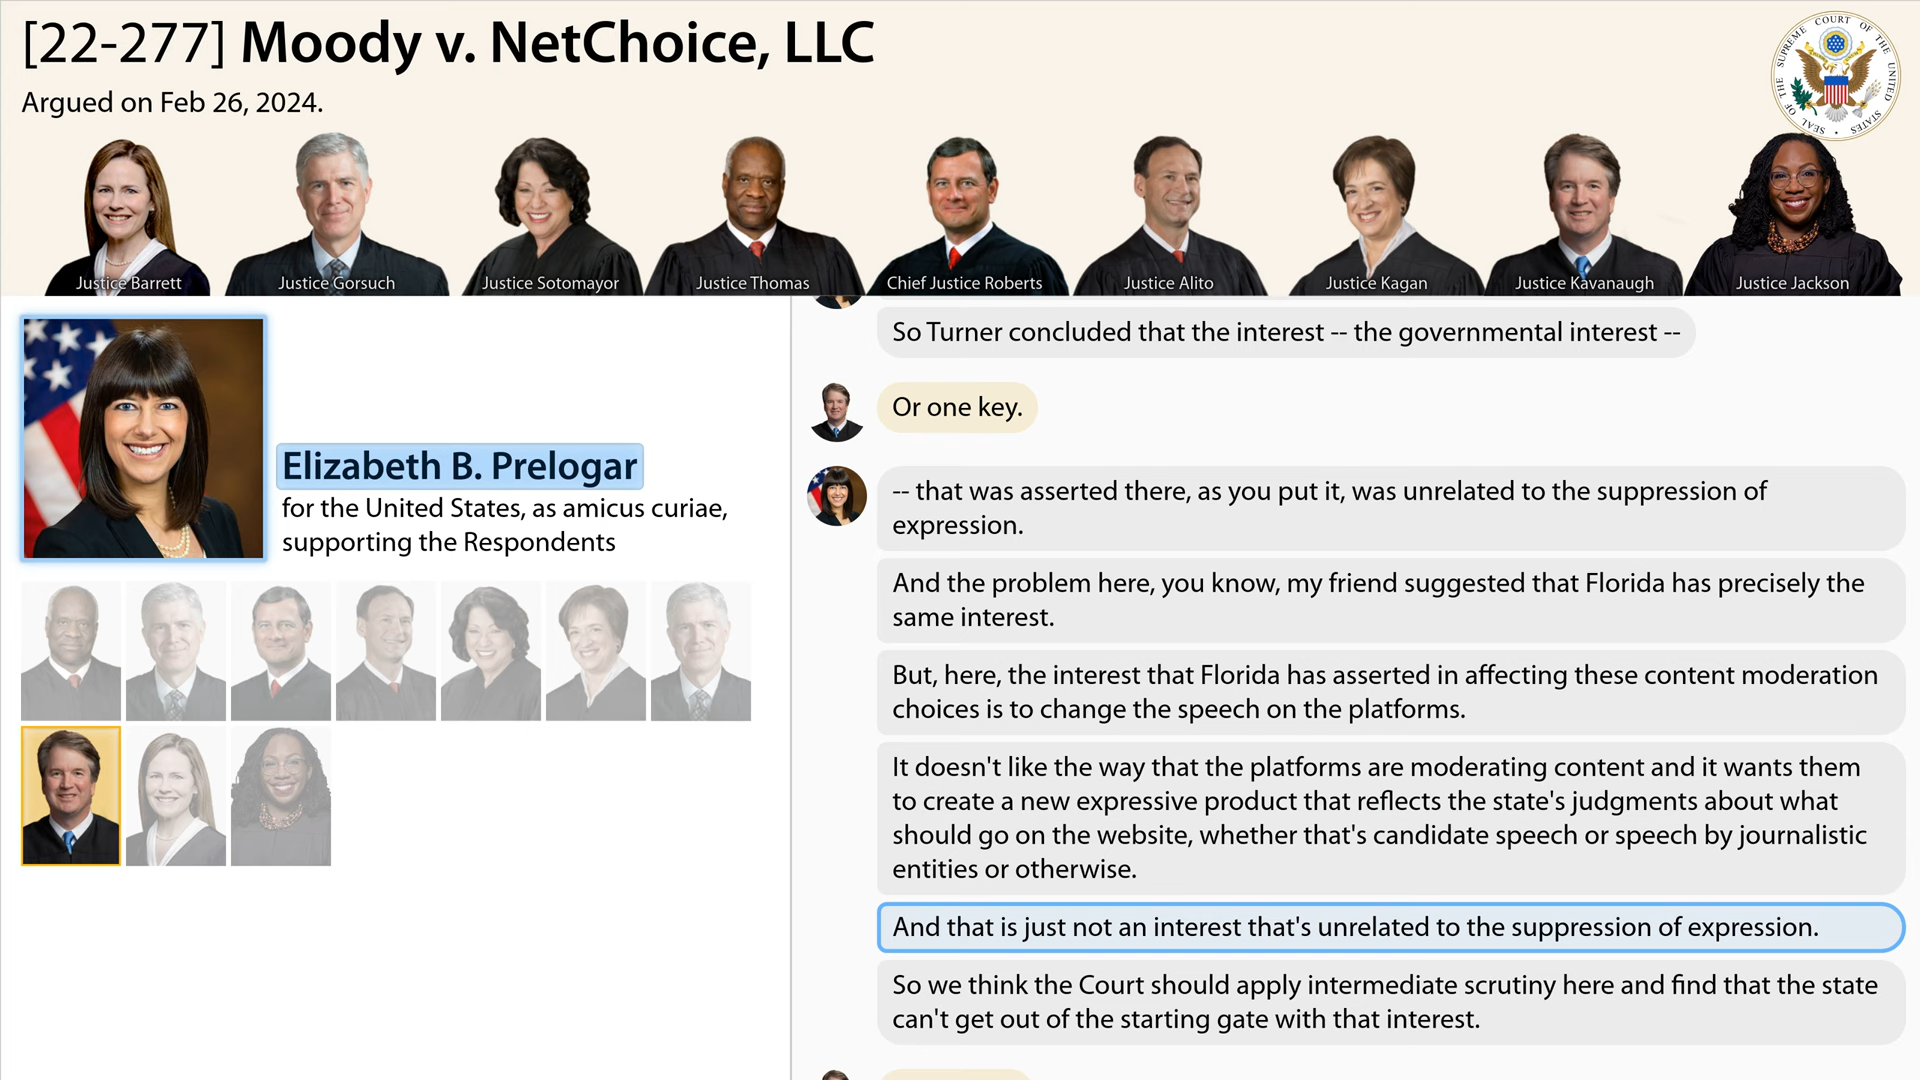 [22-277] Moody v. NetChoice, LLC
Argued on Feb 26, 2024.
SEAL OF THE SUPREME COURT OF THE UNITED STATES
Justice Barrett
Justice Gorsuch
Justice Sotomayor
Justice Thomas
Chief Justice Roberts
Justice Alito
Justice Kagan
Justice Kavanaugh
Justice Jackson
Elizabeth B. Prelogar
for the United States, as amicus curiae,
supporting the Respondents
So Turner concluded that the interest -- the governmental interest --
Or one key.
-- that was asserted there, as you put it, was unrelated to the suppression of
expression.
And the problem here, you know, my friend suggested that Florida has precisely the
same interest.
But, here, the interest that Florida has asserted in affecting these content moderation
choices is to change the speech on the platforms.
It doesn't like the way that the platforms are moderating content and it wants them
to create a new expressive product that reflects the state's judgments about what
should go on the website, whether that's candidate speech or speech by journalistic
entities or otherwise.
And that is just not an interest that's unrelated to the suppression of expression.
So we think the Court should apply intermediate scrutiny here and find that the state
can't get out of the starting gate with that interest.